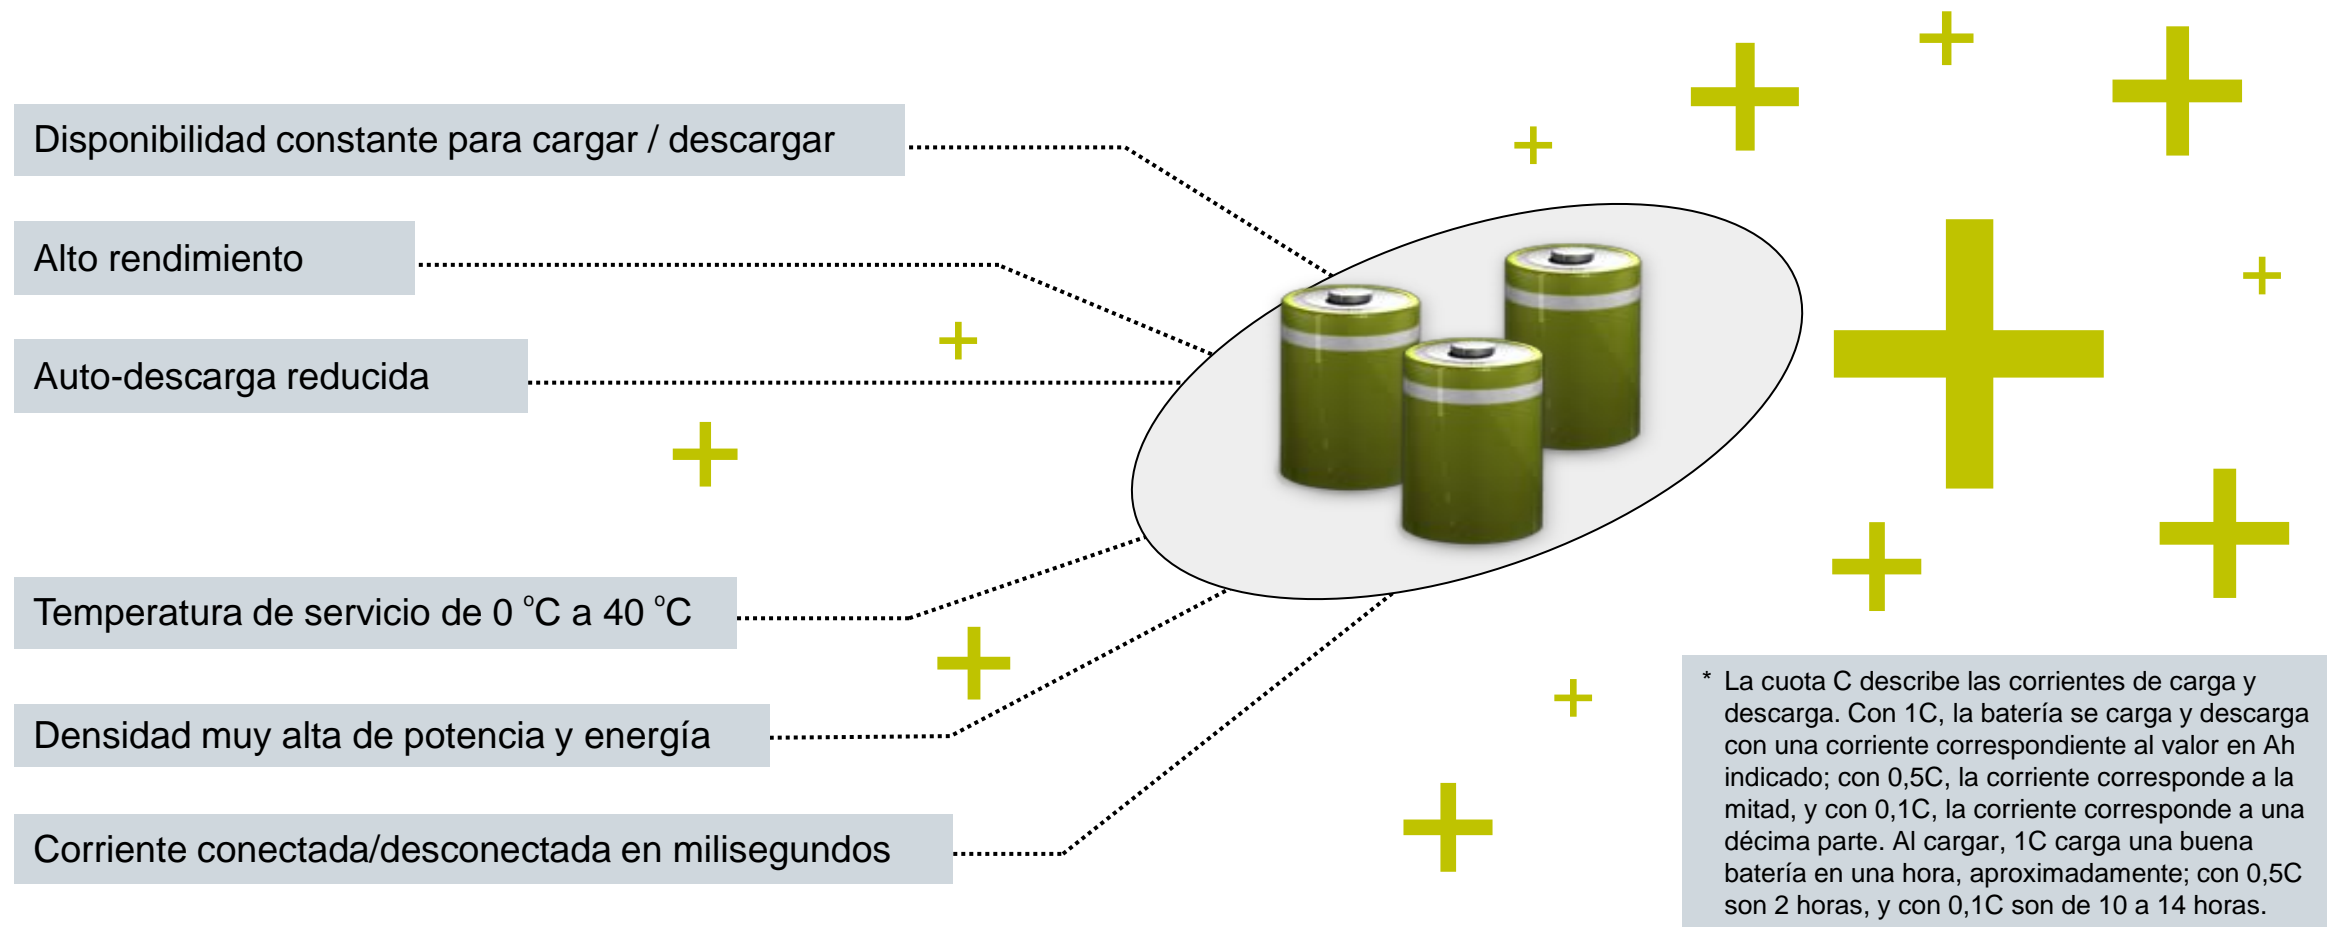 Disponibilidad constante para cargar / descargar
Alto rendimiento
Auto-descarga reducida
Temperatura de servicio de 0 °C a 40 °C
Densidad muy alta de potencia y energía
Corriente conectada/desconectada en milisegundos
* La cuota C describe las corrientes de carga y
descarga. Con 1C, la batería se carga y descarga
con una corriente correspondiente al valor en Ah
indicado; con 0,5C, la corriente corresponde a la
mitad, y con 0,1C, la corriente corresponde a una
décima parte. Al cargar, 1C carga una buena
batería en una hora, aproximadamente; con 0,5C
son 2 horas, y con 0,1C son de 10 a 14 horas.